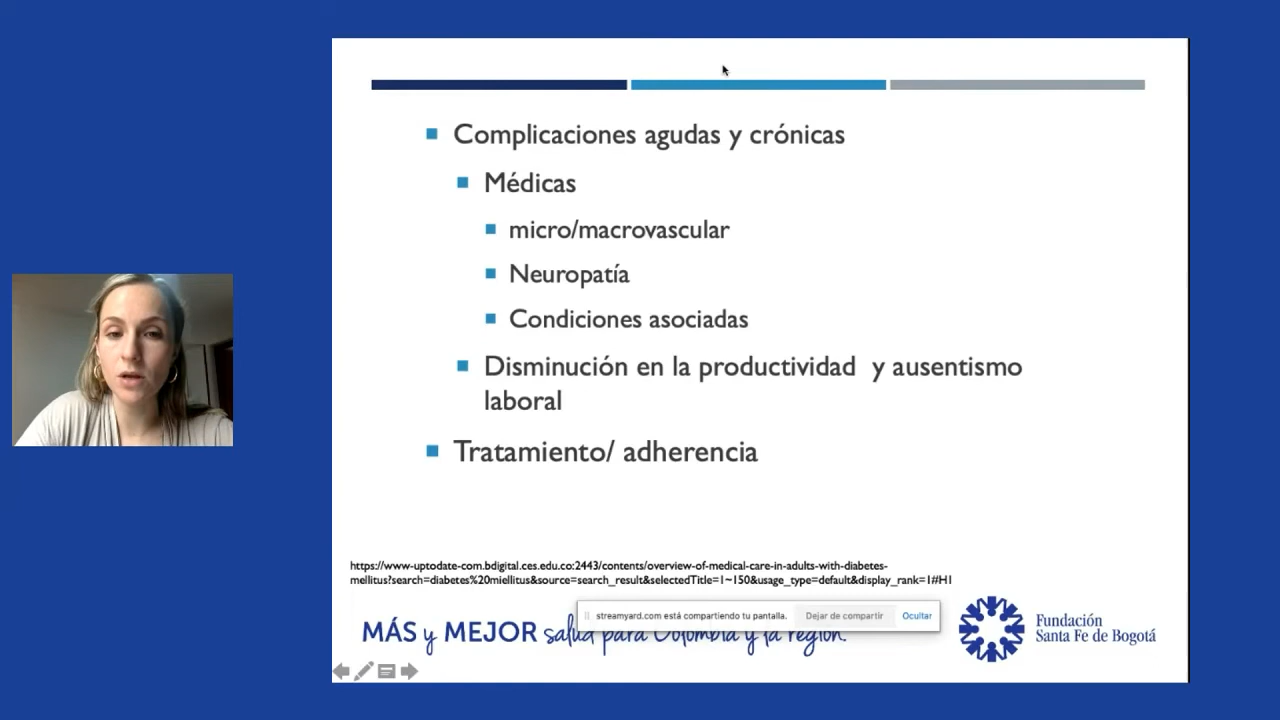 Complicaciones agudas y crónicas
Médicas
micro/macrovascular
Neuropatía
Condiciones asociadas
Disminución en la productividad y ausentismo
laboral
Tratamiento/ adherencia
https://www-uptodate-com.bdigital.ces.edu.co:2443/contents/overview-of-medical-care-in-adults-with-diabetes-
mellitus?search=diabetes%20miellitus&source=search_result&selectedTitle=1~150&usage_type=default&display_rank=1#H1
streamyard.com está compartiendo tu pantalla. Dejar de compartir Ocultar
MÁS y MEJOR salud para Colombia y la región.
Fundación
Santa Fe de Bogotá